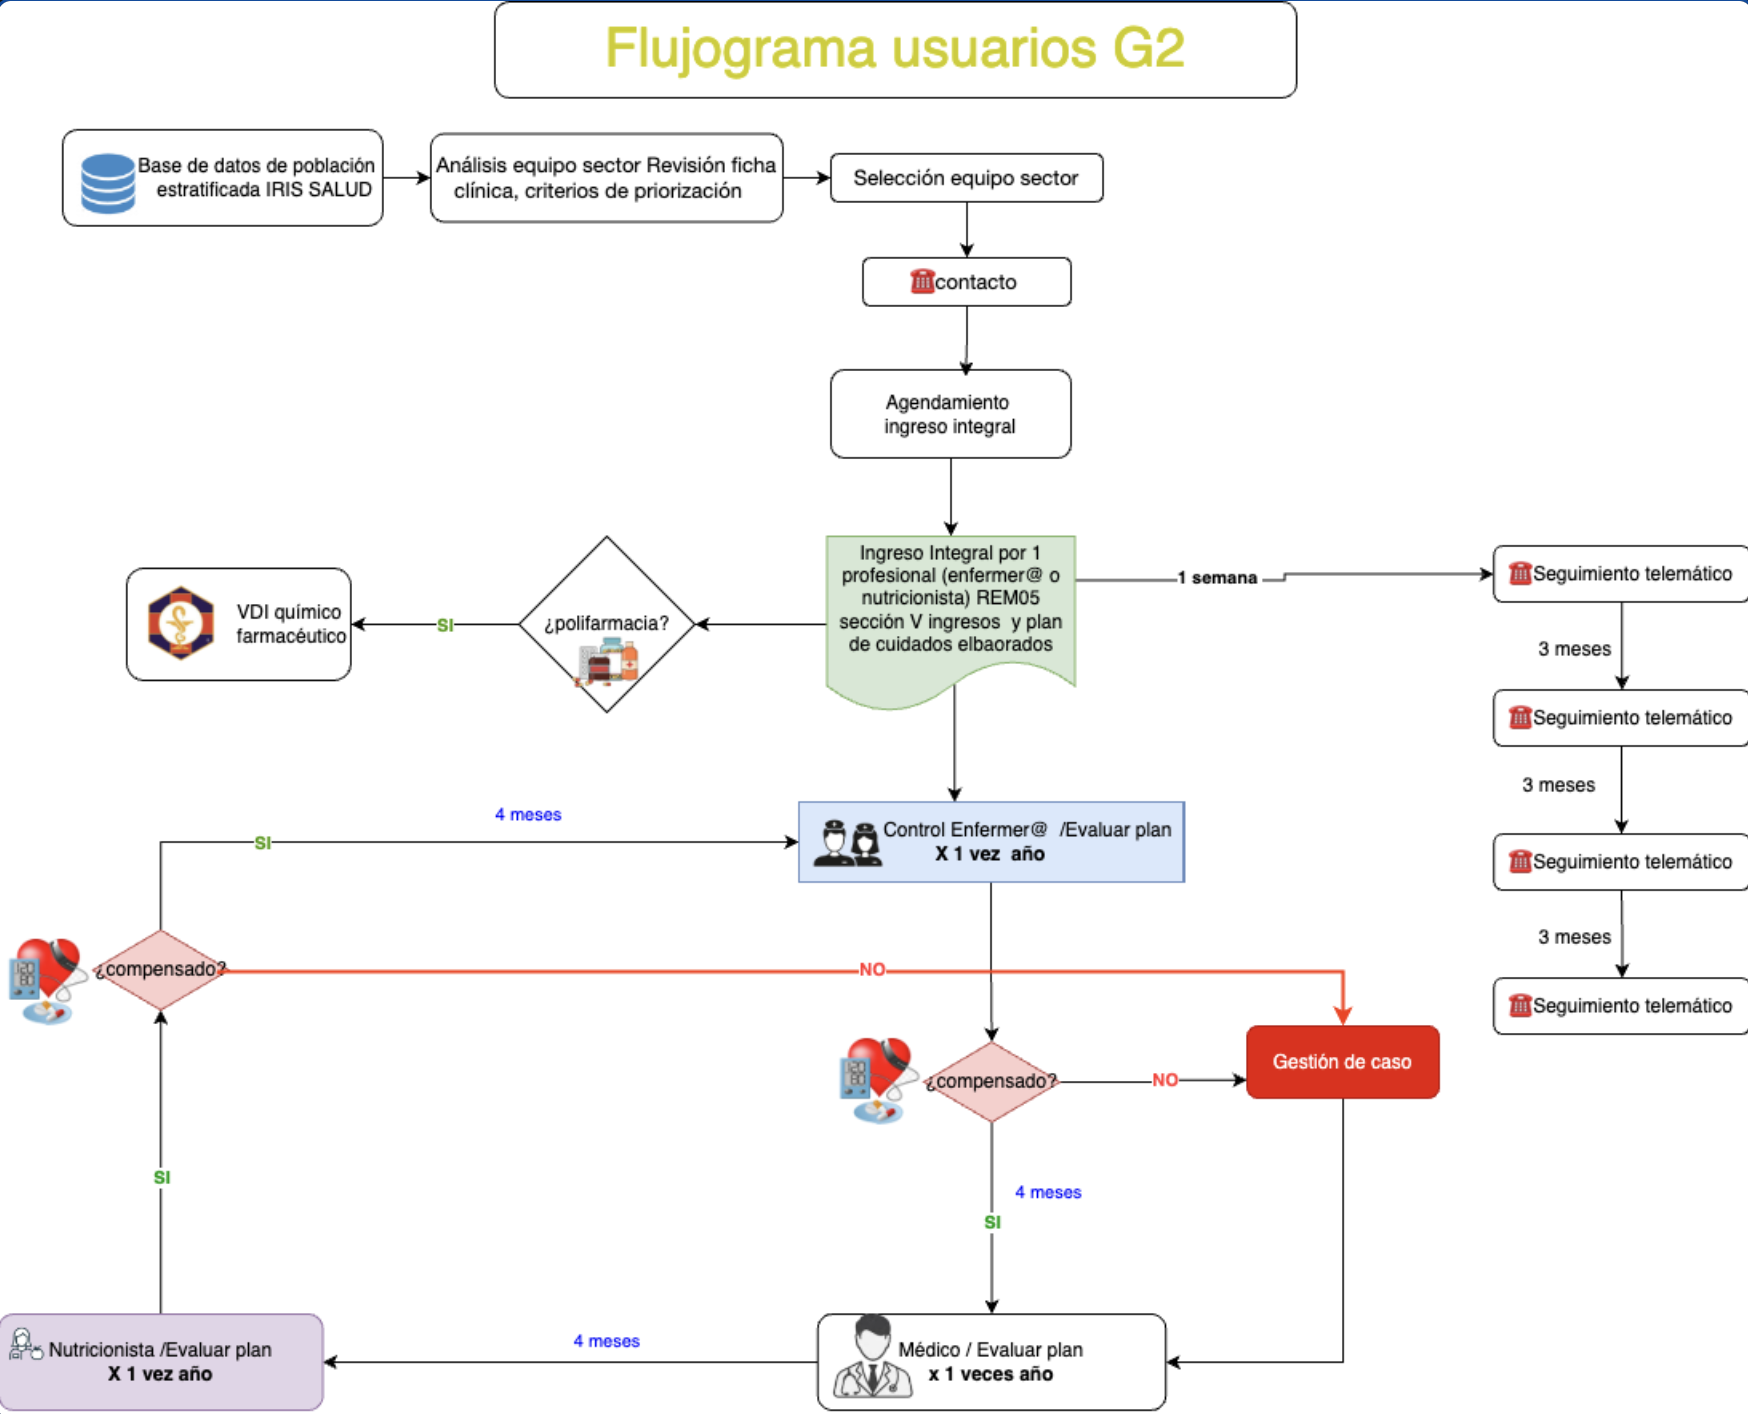 Flujograma usuarios G2
Base de datos de población
estratificada IRIS SALUD
Análisis equipo sector Revisión ficha
clínica, criterios de priorización
Selección equipo sector
contacto
Agendamiento
ingreso integral
Ingreso Integral por 1
profesional (enfermer@ o
nutricionista) REM05
sección V ingresos y plan
de cuidados elbaorados
1 semana
Seguimiento telemático
3 meses
Seguimiento telemático
3 meses
Seguimiento telemático
3 meses
Seguimiento telemático
¿polifarmacia?
SI
VDI químico
farmacéutico
Control Enfermer@ /Evaluar plan
X 1 vez año
4 meses
SI
¿compensado?
120
80
NO
¿compensado?
120
80
NO
Gestión de caso
4 meses
SI
SI
Médico / Evaluar plan
x 1 veces año
4 meses
Nutricionista /Evaluar plan
X 1 vez año